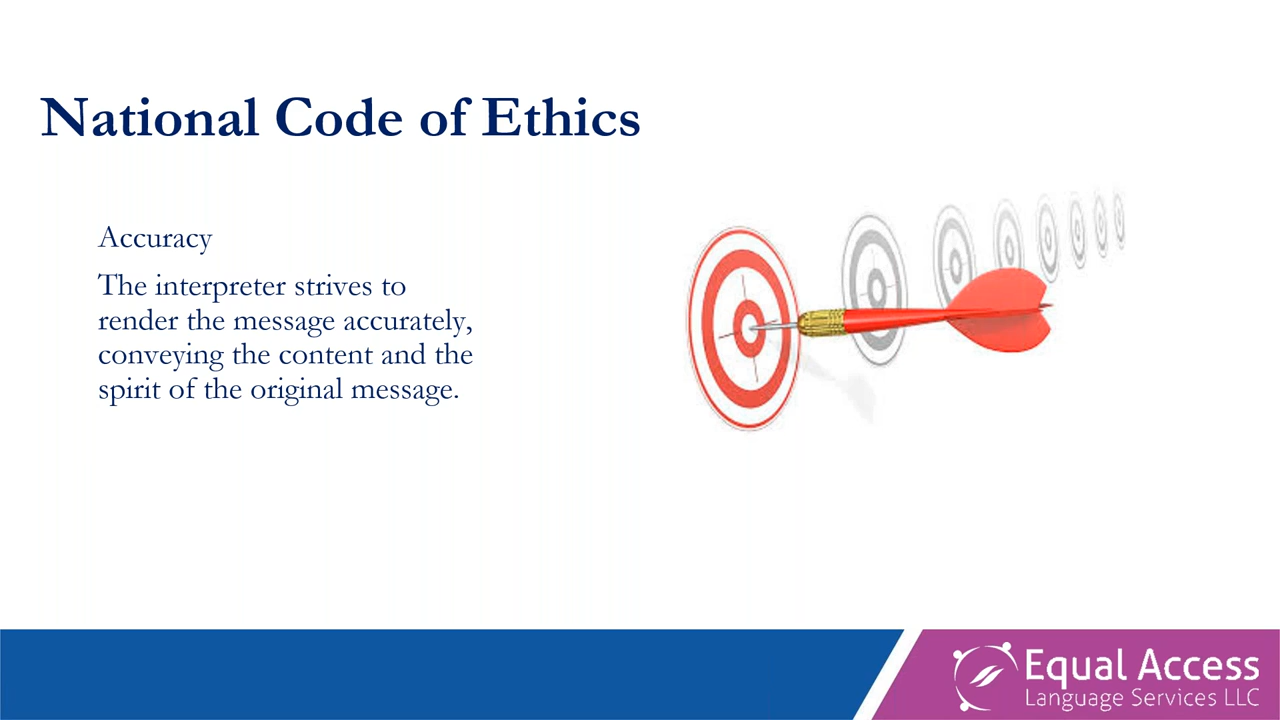 National Code of Ethics
Accuracy
The interpreter strives to
render the message accurately,
conveying the content and the
spirit of the original message.
Equal Access
Language Services LLC